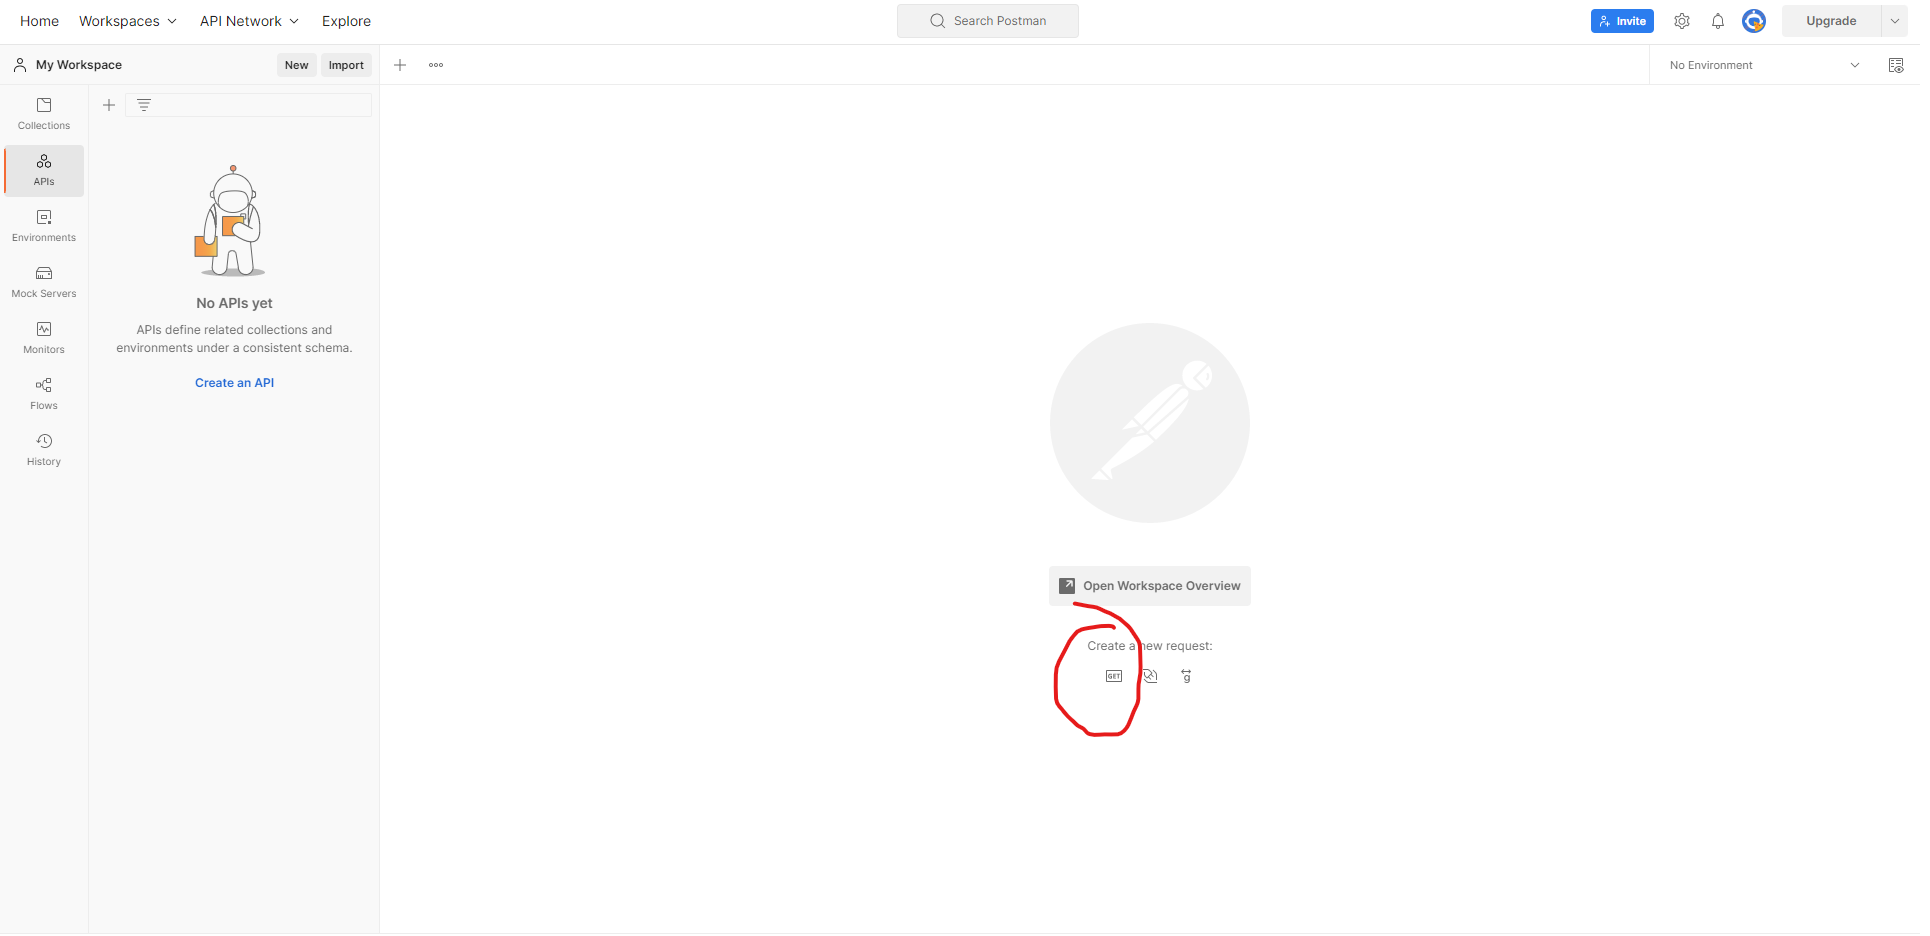 Home Workspaces API Network Explore Search Postman Invite Upgrade
My Workspace New Import No Environment
Collections
APIs
Environments
Mock Servers
Monitors
Flows
History
No APIs yet
APIs define related collections and
environments under a consistent schema.
Create an API
Open Workspace Overview
Create a new request:
GET g